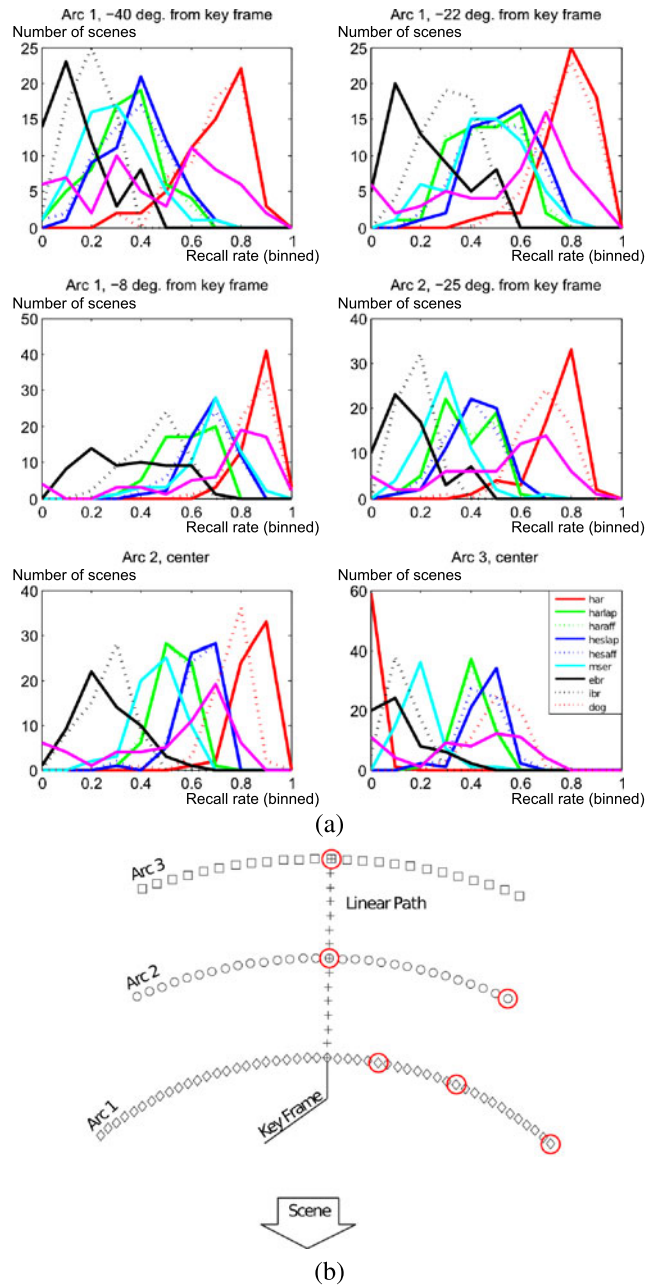 Arc 1, −40 deg. from key frame
Number of scenes
25
20
15
10
5
0
0 0.2 0.4 0.6 0.8 1
Recall rate (binned)
Arc 1, −22 deg. from key frame
Number of scenes
25
20
15
10
5
0
0 0.2 0.4 0.6 0.8 1
Recall rate (binned)
Arc 1, −8 deg. from key frame
Number of scenes
50
40
30
20
10
0
0 0.2 0.4 0.6 0.8 1
Recall rate (binned)
Arc 2, −25 deg. from key frame
Number of scenes
40
30
20
10
0
0 0.2 0.4 0.6 0.8 1
Recall rate (binned)
Arc 2, center
Number of scenes
40
30
20
10
0
0 0.2 0.4 0.6 0.8 1
Recall rate (binned)
Arc 3, center
Number of scenes
60
40
20
0
0 0.2 0.4 0.6 0.8 1
Recall rate (binned)
har
harlap
haraff
heslap
hesaff
mser
ebr
ibr
dog
(a)
Arc 3
Linear Path
Arc 2
Arc 1
Key Frame
Scene
(b)